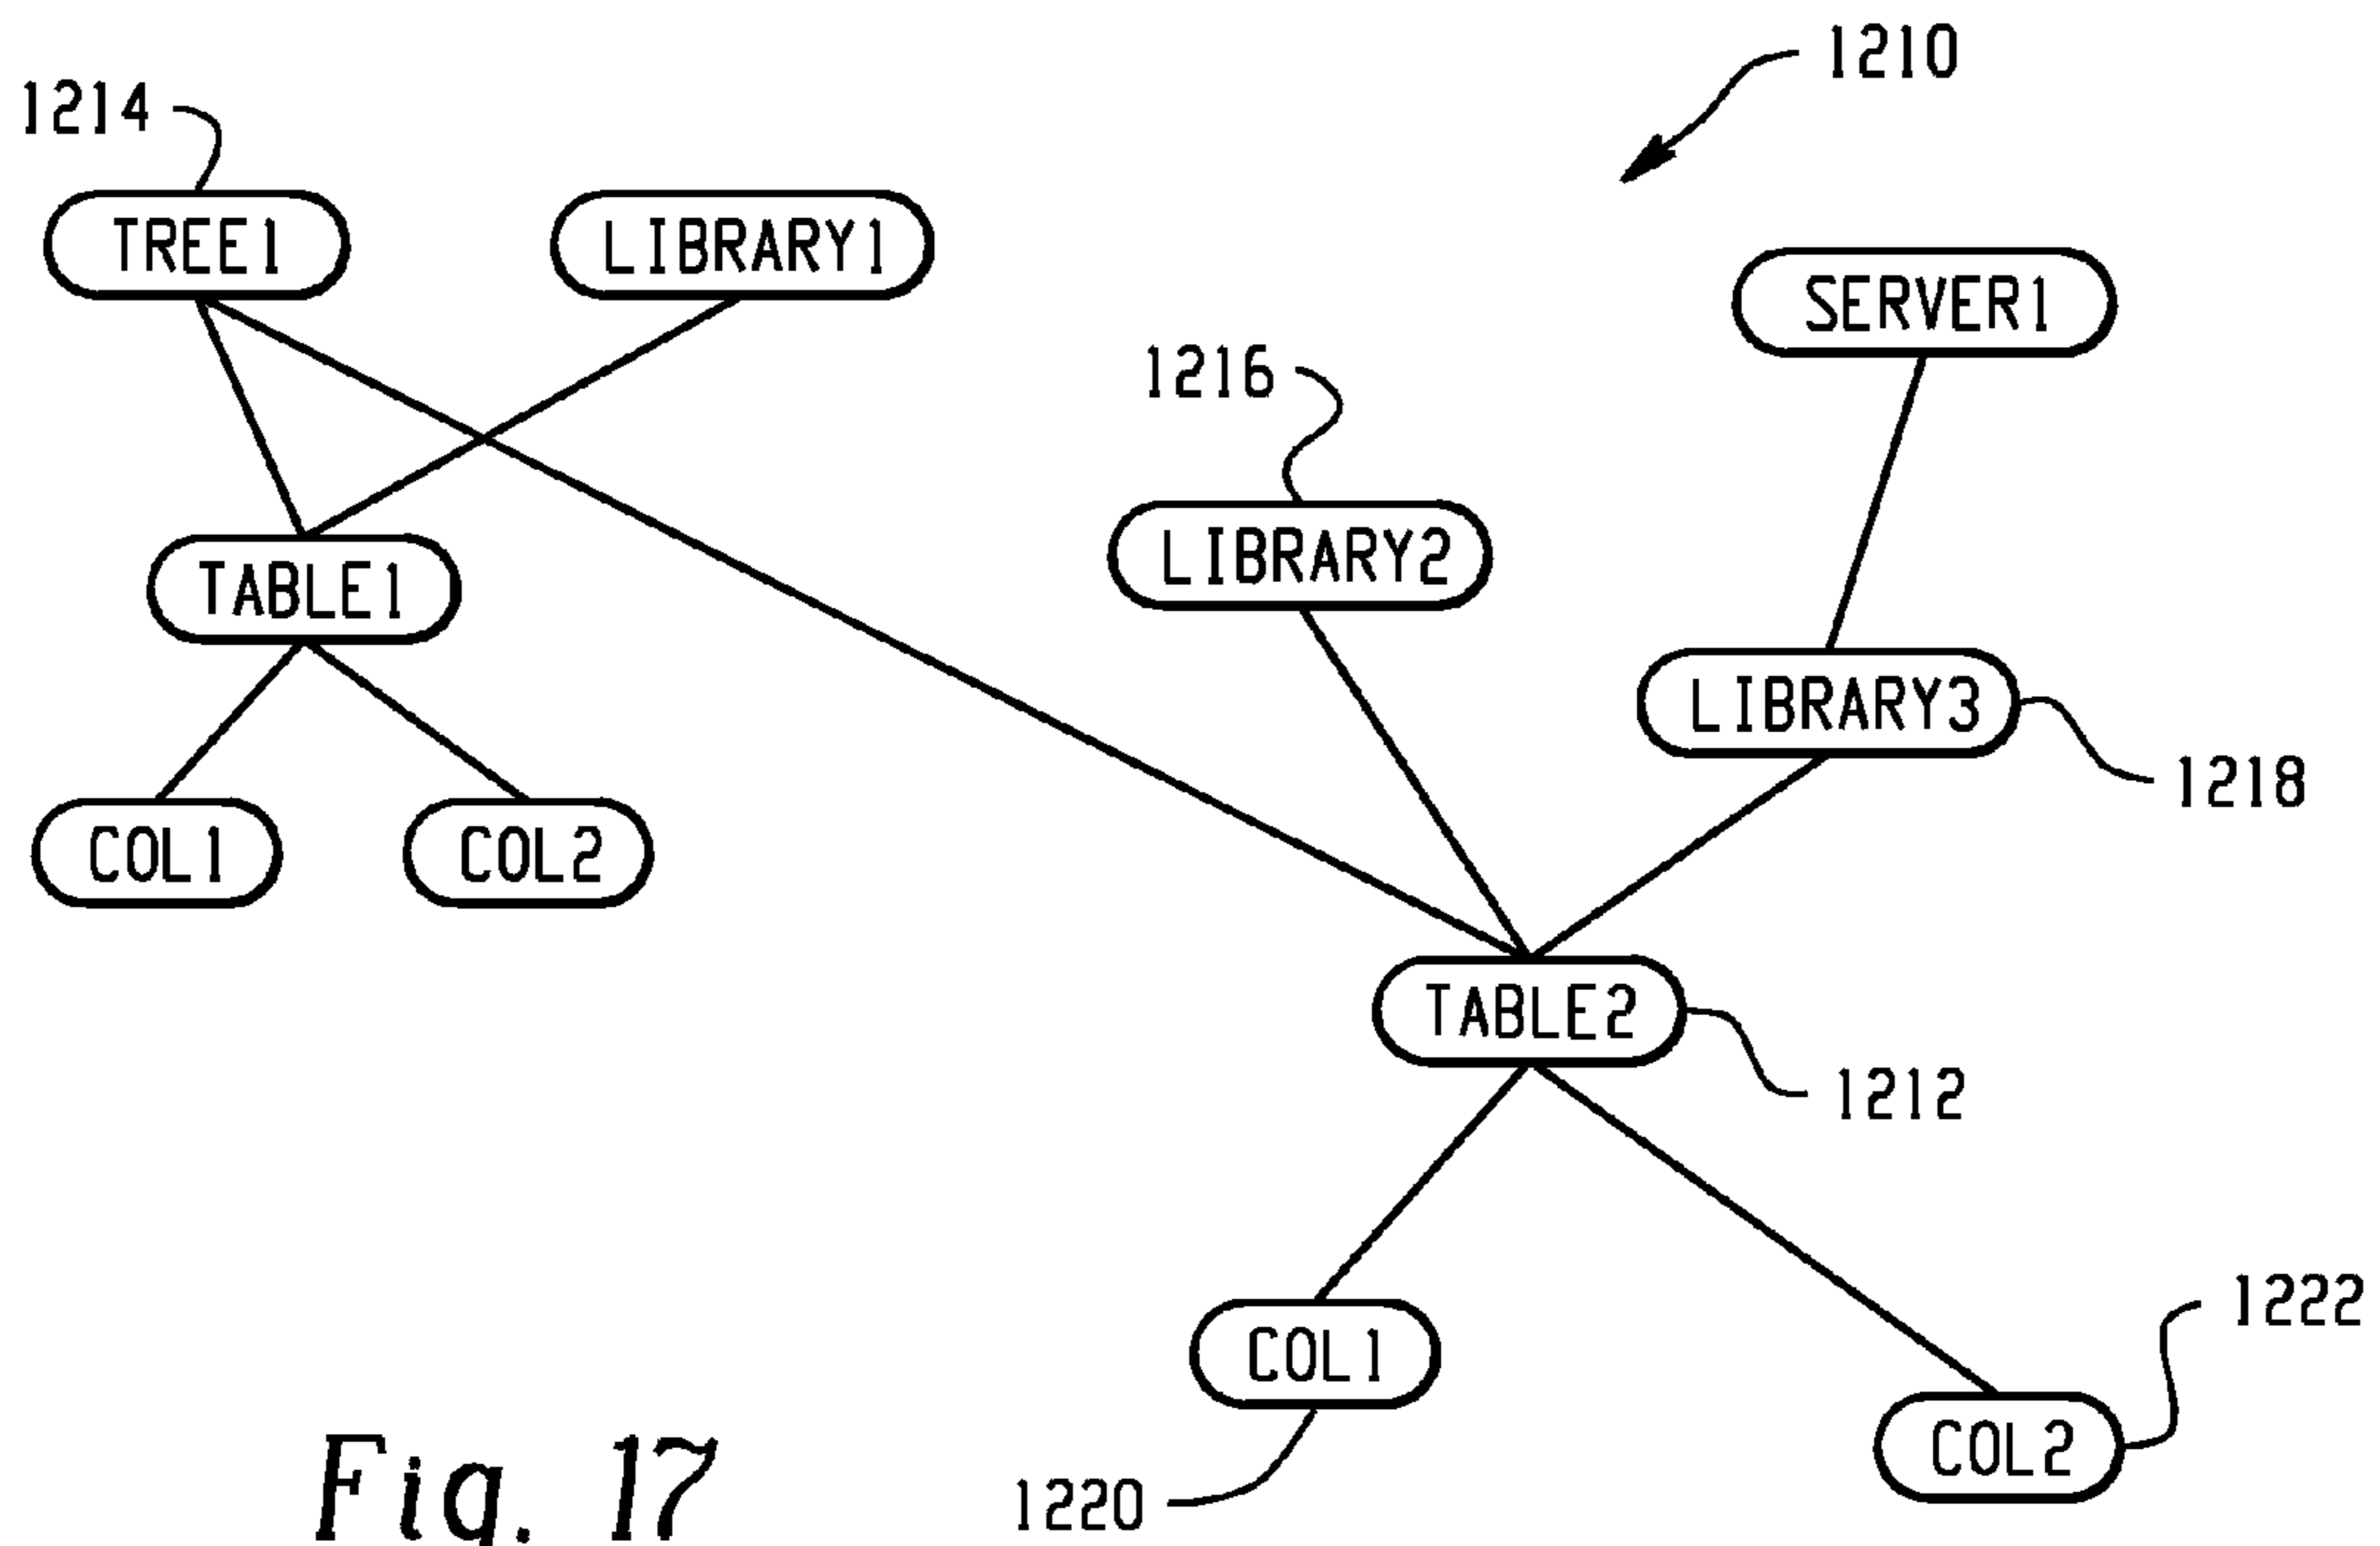 1210
1214
TREE1
LIBRARY1
SERVER1
1216
LIBRARY2
TABLE1
LIBRARY3
1218
COL1
COL2
TABLE2
1212
COL1
1222
COL2
1220
Fig. 17